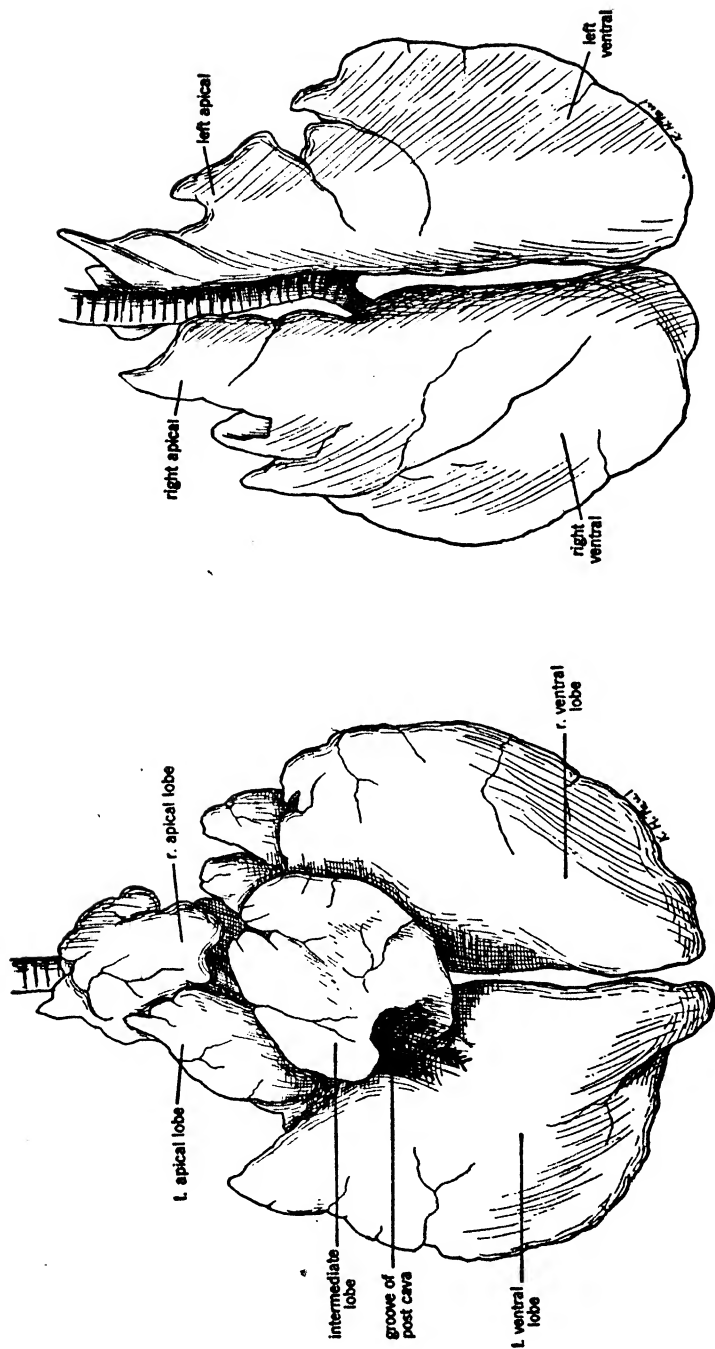 r. apical lobe
l. apical lobe
intermediate
lobe
groove of
post cava
l. ventral
lobe
r. ventral
lobe
left apical
right apical
right
ventral
left
ventral